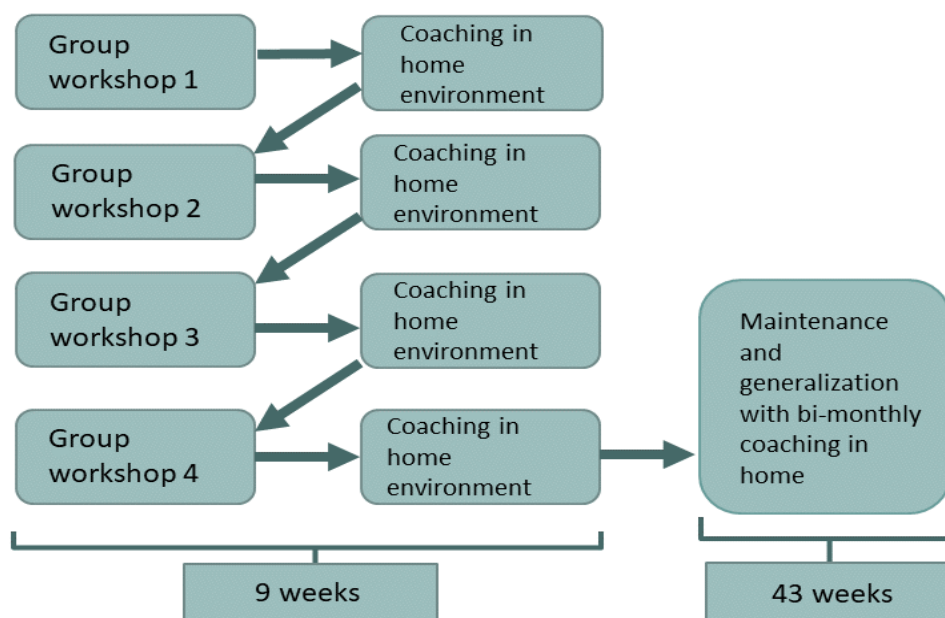 Group
workshop 1
Coaching in
home
environment
Group
workshop 2
Coaching in
home
environment
Group
workshop 3
Coaching in
home
environment
Group
workshop 4
Coaching in
home
environment
Maintenance
and
generalization
with bi-monthly
coaching in
home
9 weeks
43 weeks